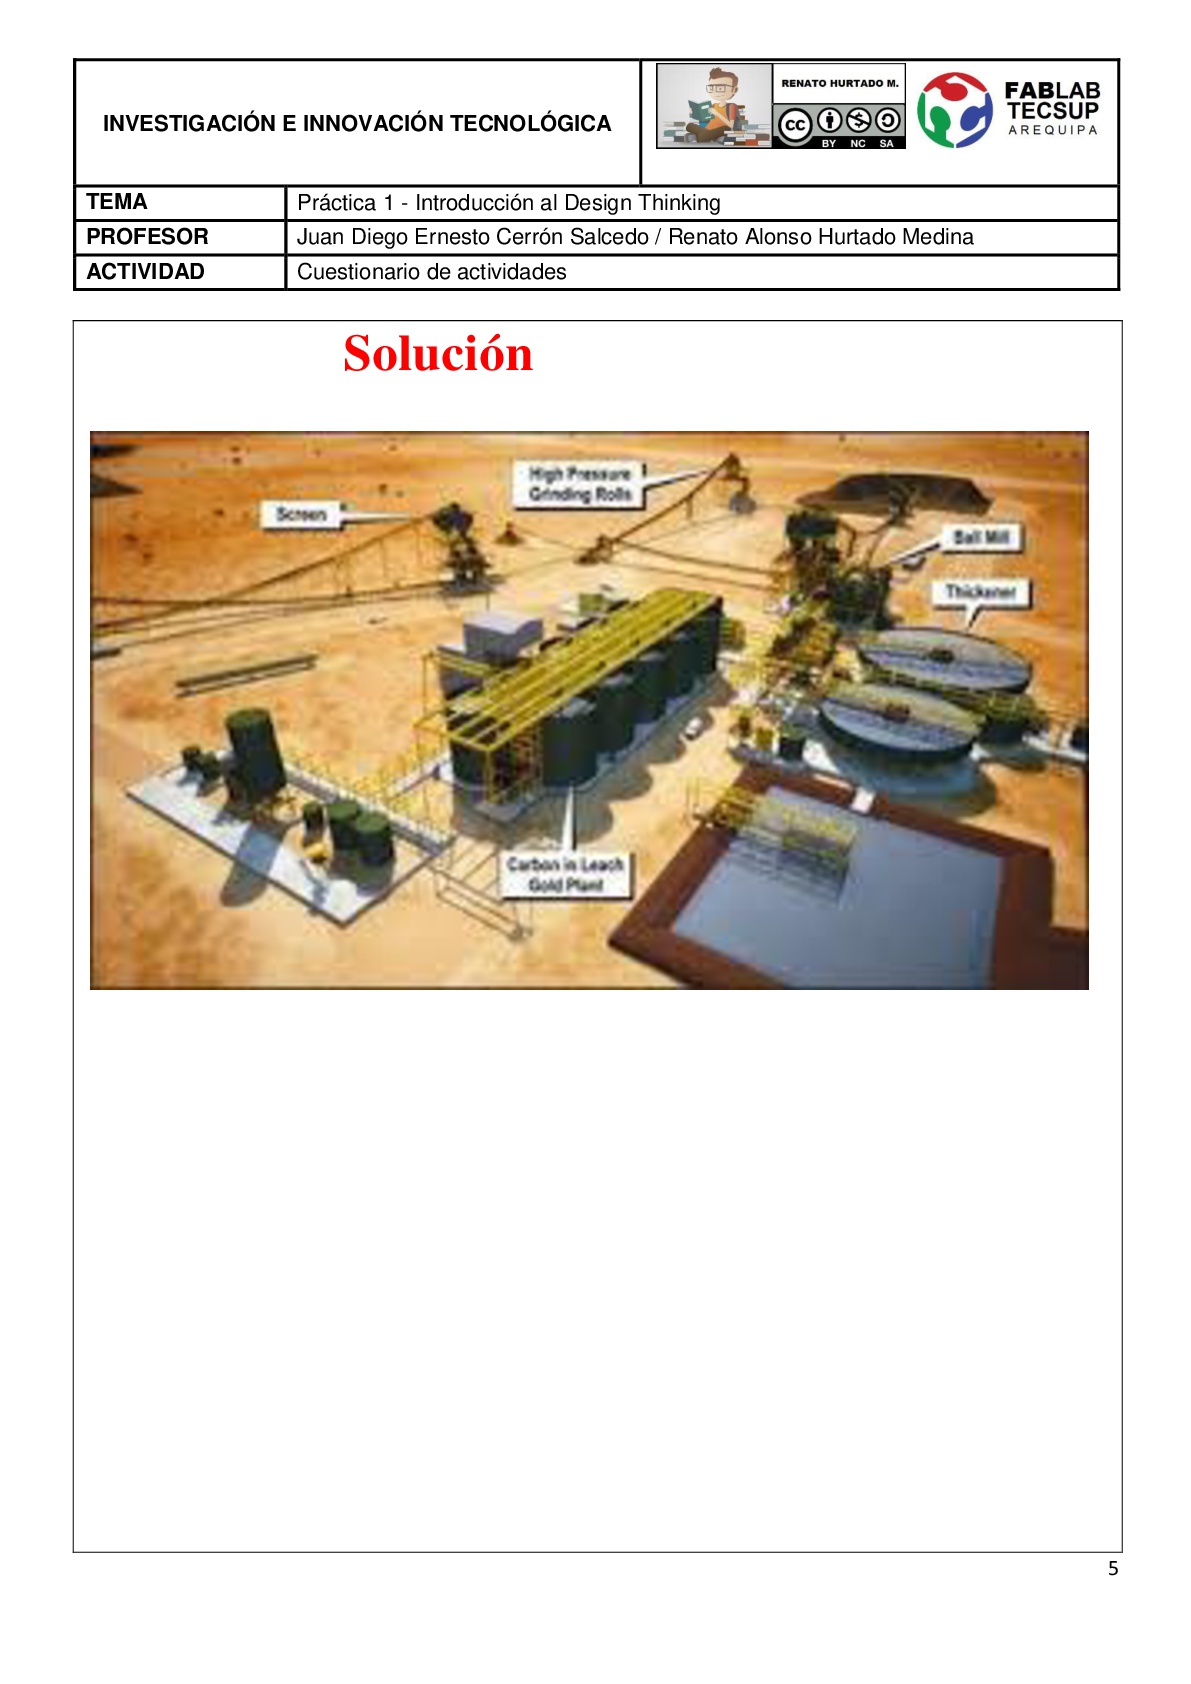 INVESTIGACIÓN E INNOVACIÓN TECNOLÓGICA
RENATO HURTADO M.
cc
BY NC SA
FABLAB
TECSUP
AREQUIPA
TEMA
Práctica 1 - Introducción al Design Thinking
PROFESOR
Juan Diego Ernesto Cerrón Salcedo / Renato Alonso Hurtado Medina
ACTIVIDAD
Cuestionario de actividades
Solución
High Pressure
Grinding Rolls
Screen
Ball Mill
Thickener
Carbon in Leach
Gold Plant
5